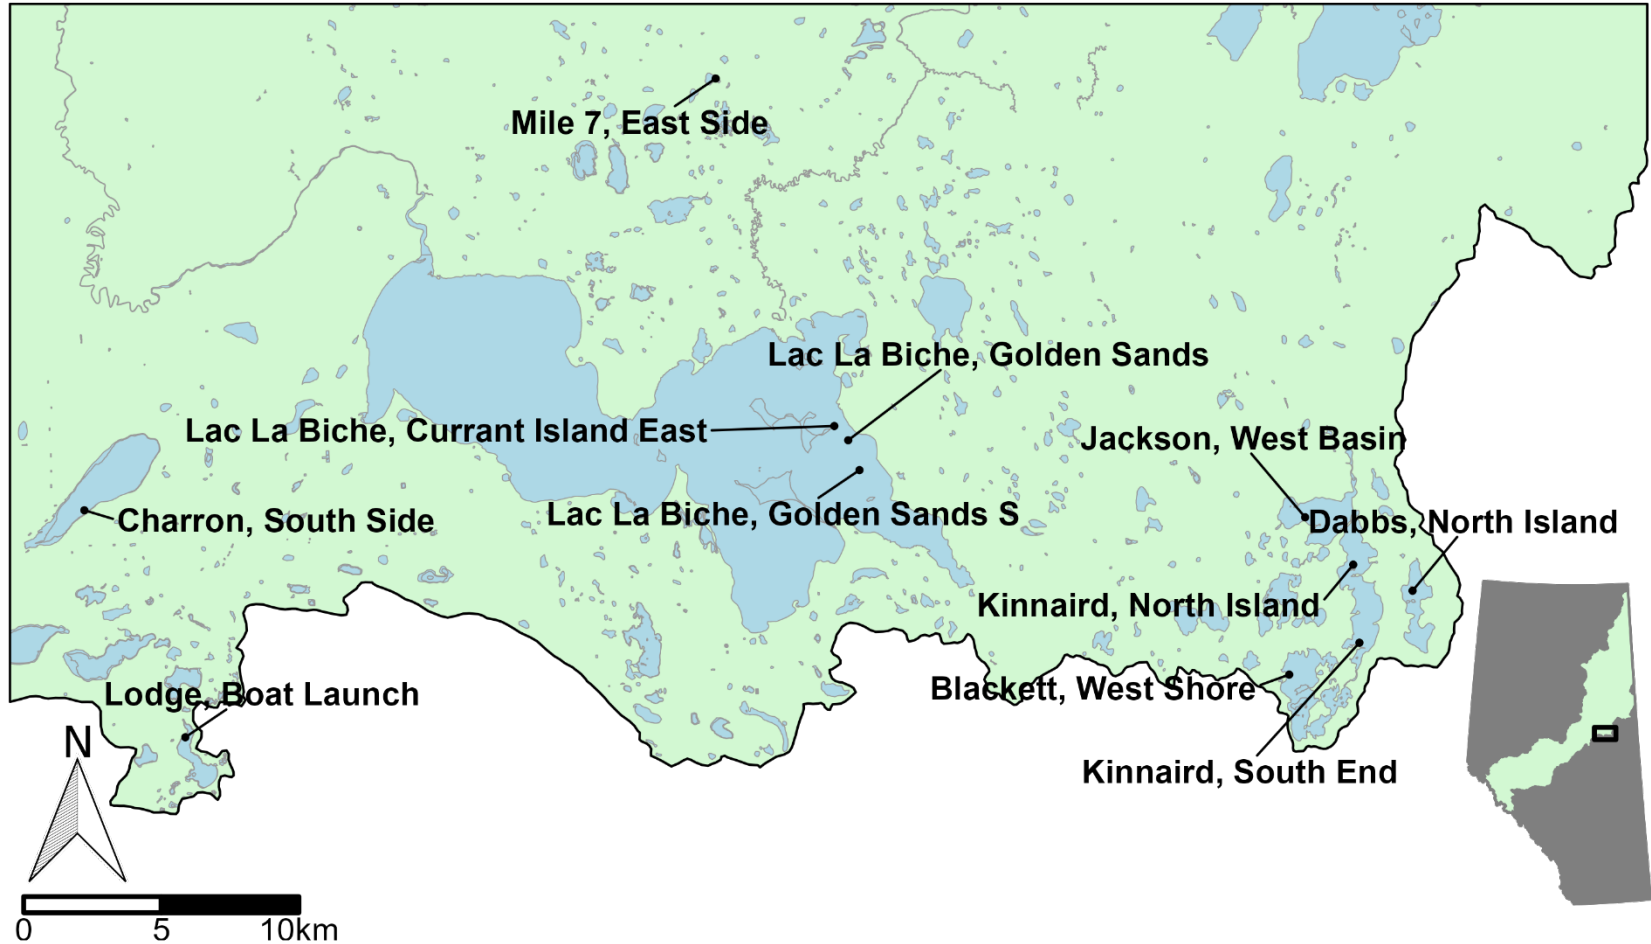 Mile 7, East Side
Lac La Biche, Golden Sands
Lac La Biche, Currant Island East
Jackson, West Basin
Lac La Biche, Golden Sands S
Charron, South Side
Dabbs, North Island
Kinnaird, North Island
Blackett, West Shore
Lodge, Boat Launch
Kinnaird, South End
N
0 5 10km